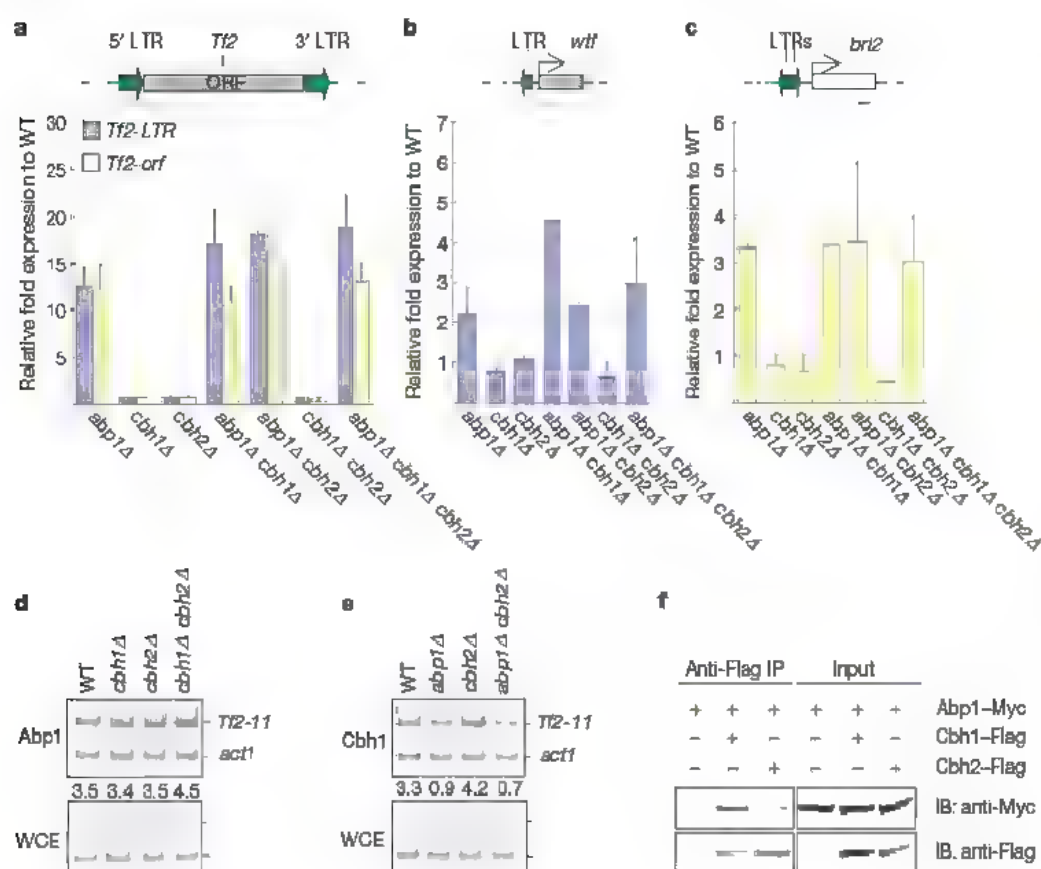 a
5′ LTR Tf2 3′ LTR
ORF
Relative fold expression to WT
30
25
20
15
10
5
Tf2-LTR
Tf2-orf
abp1Δ
cbh1Δ
cbh2Δ
abp1Δ cbh1Δ
abp1Δ cbh2Δ
cbh1Δ cbh2Δ
abp1Δ cbh1Δ cbh2Δ
b
LTR wtf
Relative fold expression to WT
7
6
5
4
3
2
1
abp1Δ
cbh1Δ
cbh2Δ
abp1Δ cbh1Δ
abp1Δ cbh2Δ
cbh1Δ cbh2Δ
abp1Δ cbh1Δ cbh2Δ
c
LTRs brl2
Relative fold expression to WT
6
5
4
3
2
1
abp1Δ
cbh1Δ
cbh2Δ
abp1Δ cbh1Δ
abp1Δ cbh2Δ
cbh1Δ cbh2Δ
abp1Δ cbh1Δ cbh2Δ
d
WT
cbh1Δ
cbh2Δ
cbh1Δ cbh2Δ
Abp1
Tf2-11
act1
3.5 3.4 3.5 4.5
WCE
e
WT
abp1Δ
cbh2Δ
abp1Δ cbh2Δ
Cbh1
Tf2-11
act1
3.3 0.9 4.2 0.7
WCE
f
Anti-Flag IP Input
+ + + + + + Abp1–Myc
– + – – + – Cbh1–Flag
– – + – – + Cbh2–Flag
IB: anti-Myc
IB: anti-Flag